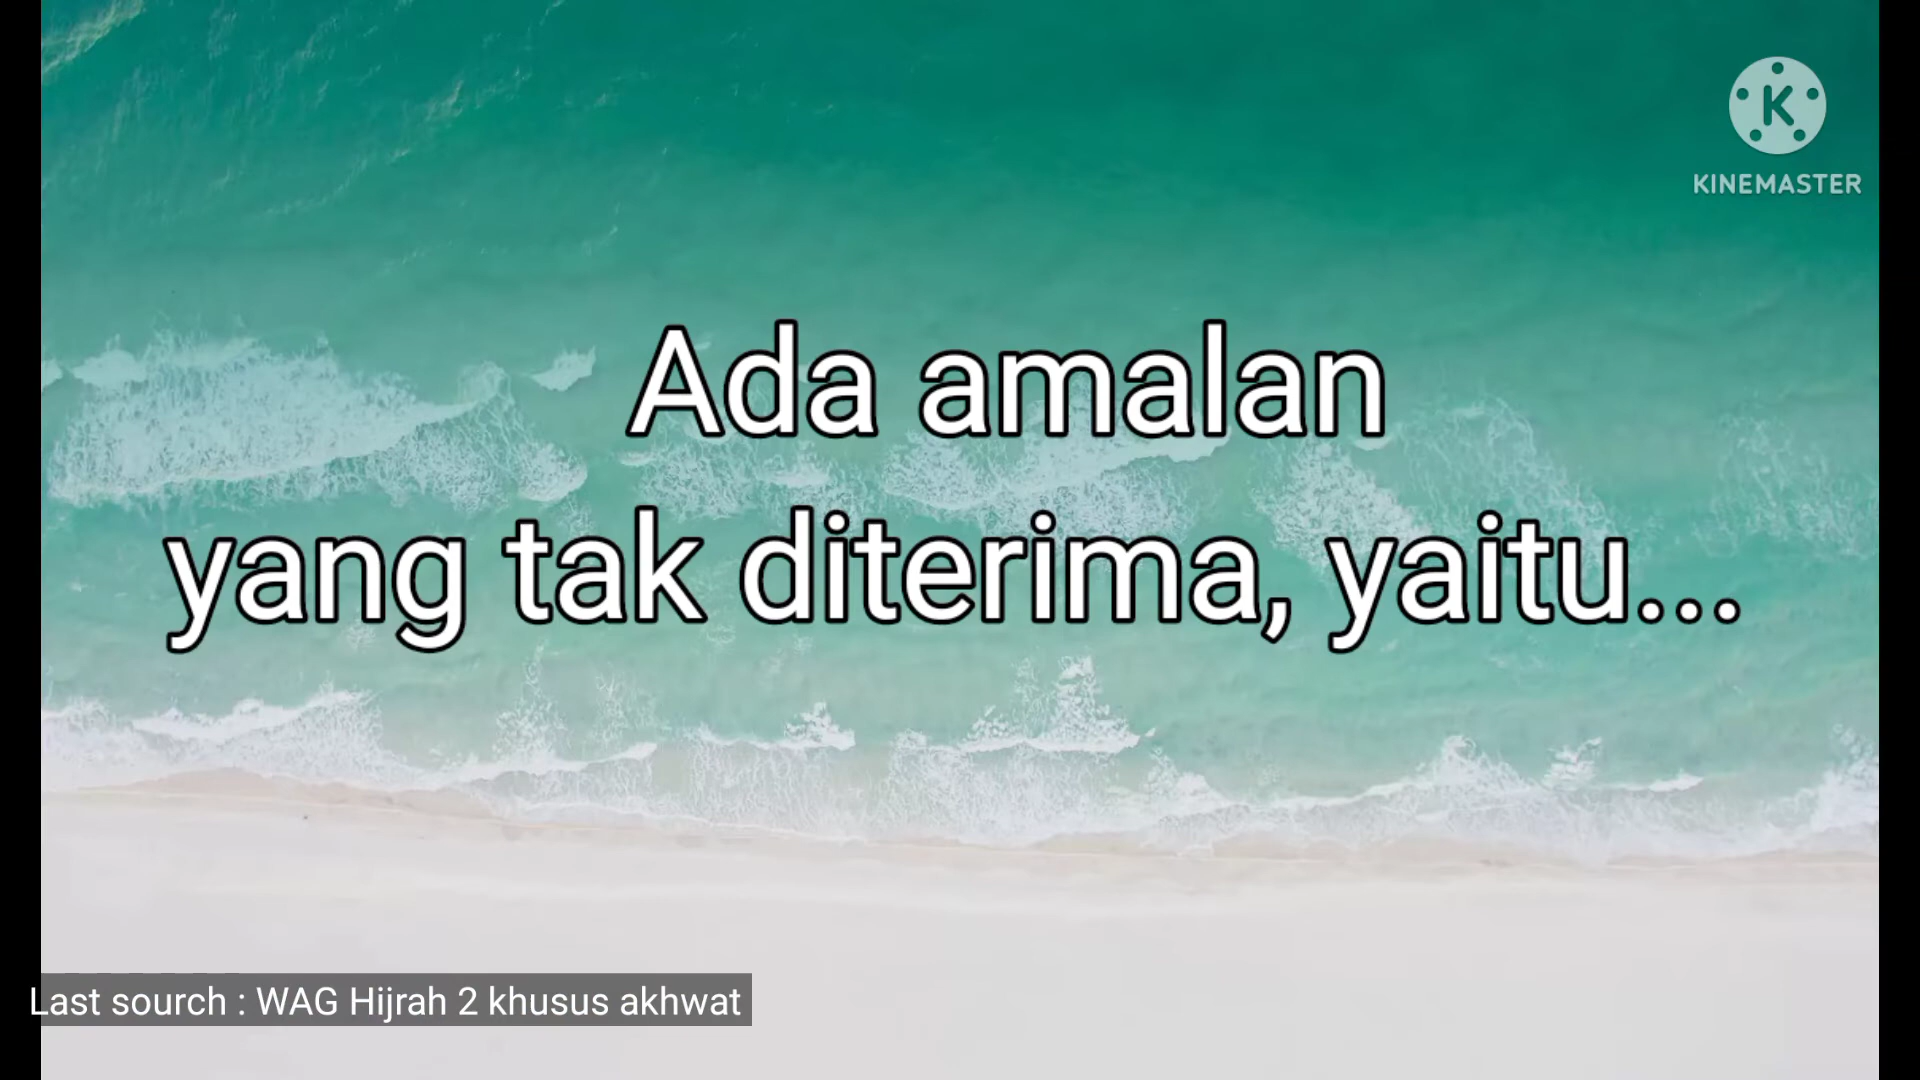 KINEMASTER
Ada amalan
yang tak diterima, yaitu...
Last sourch : WAG Hijrah 2 khusus akhwat